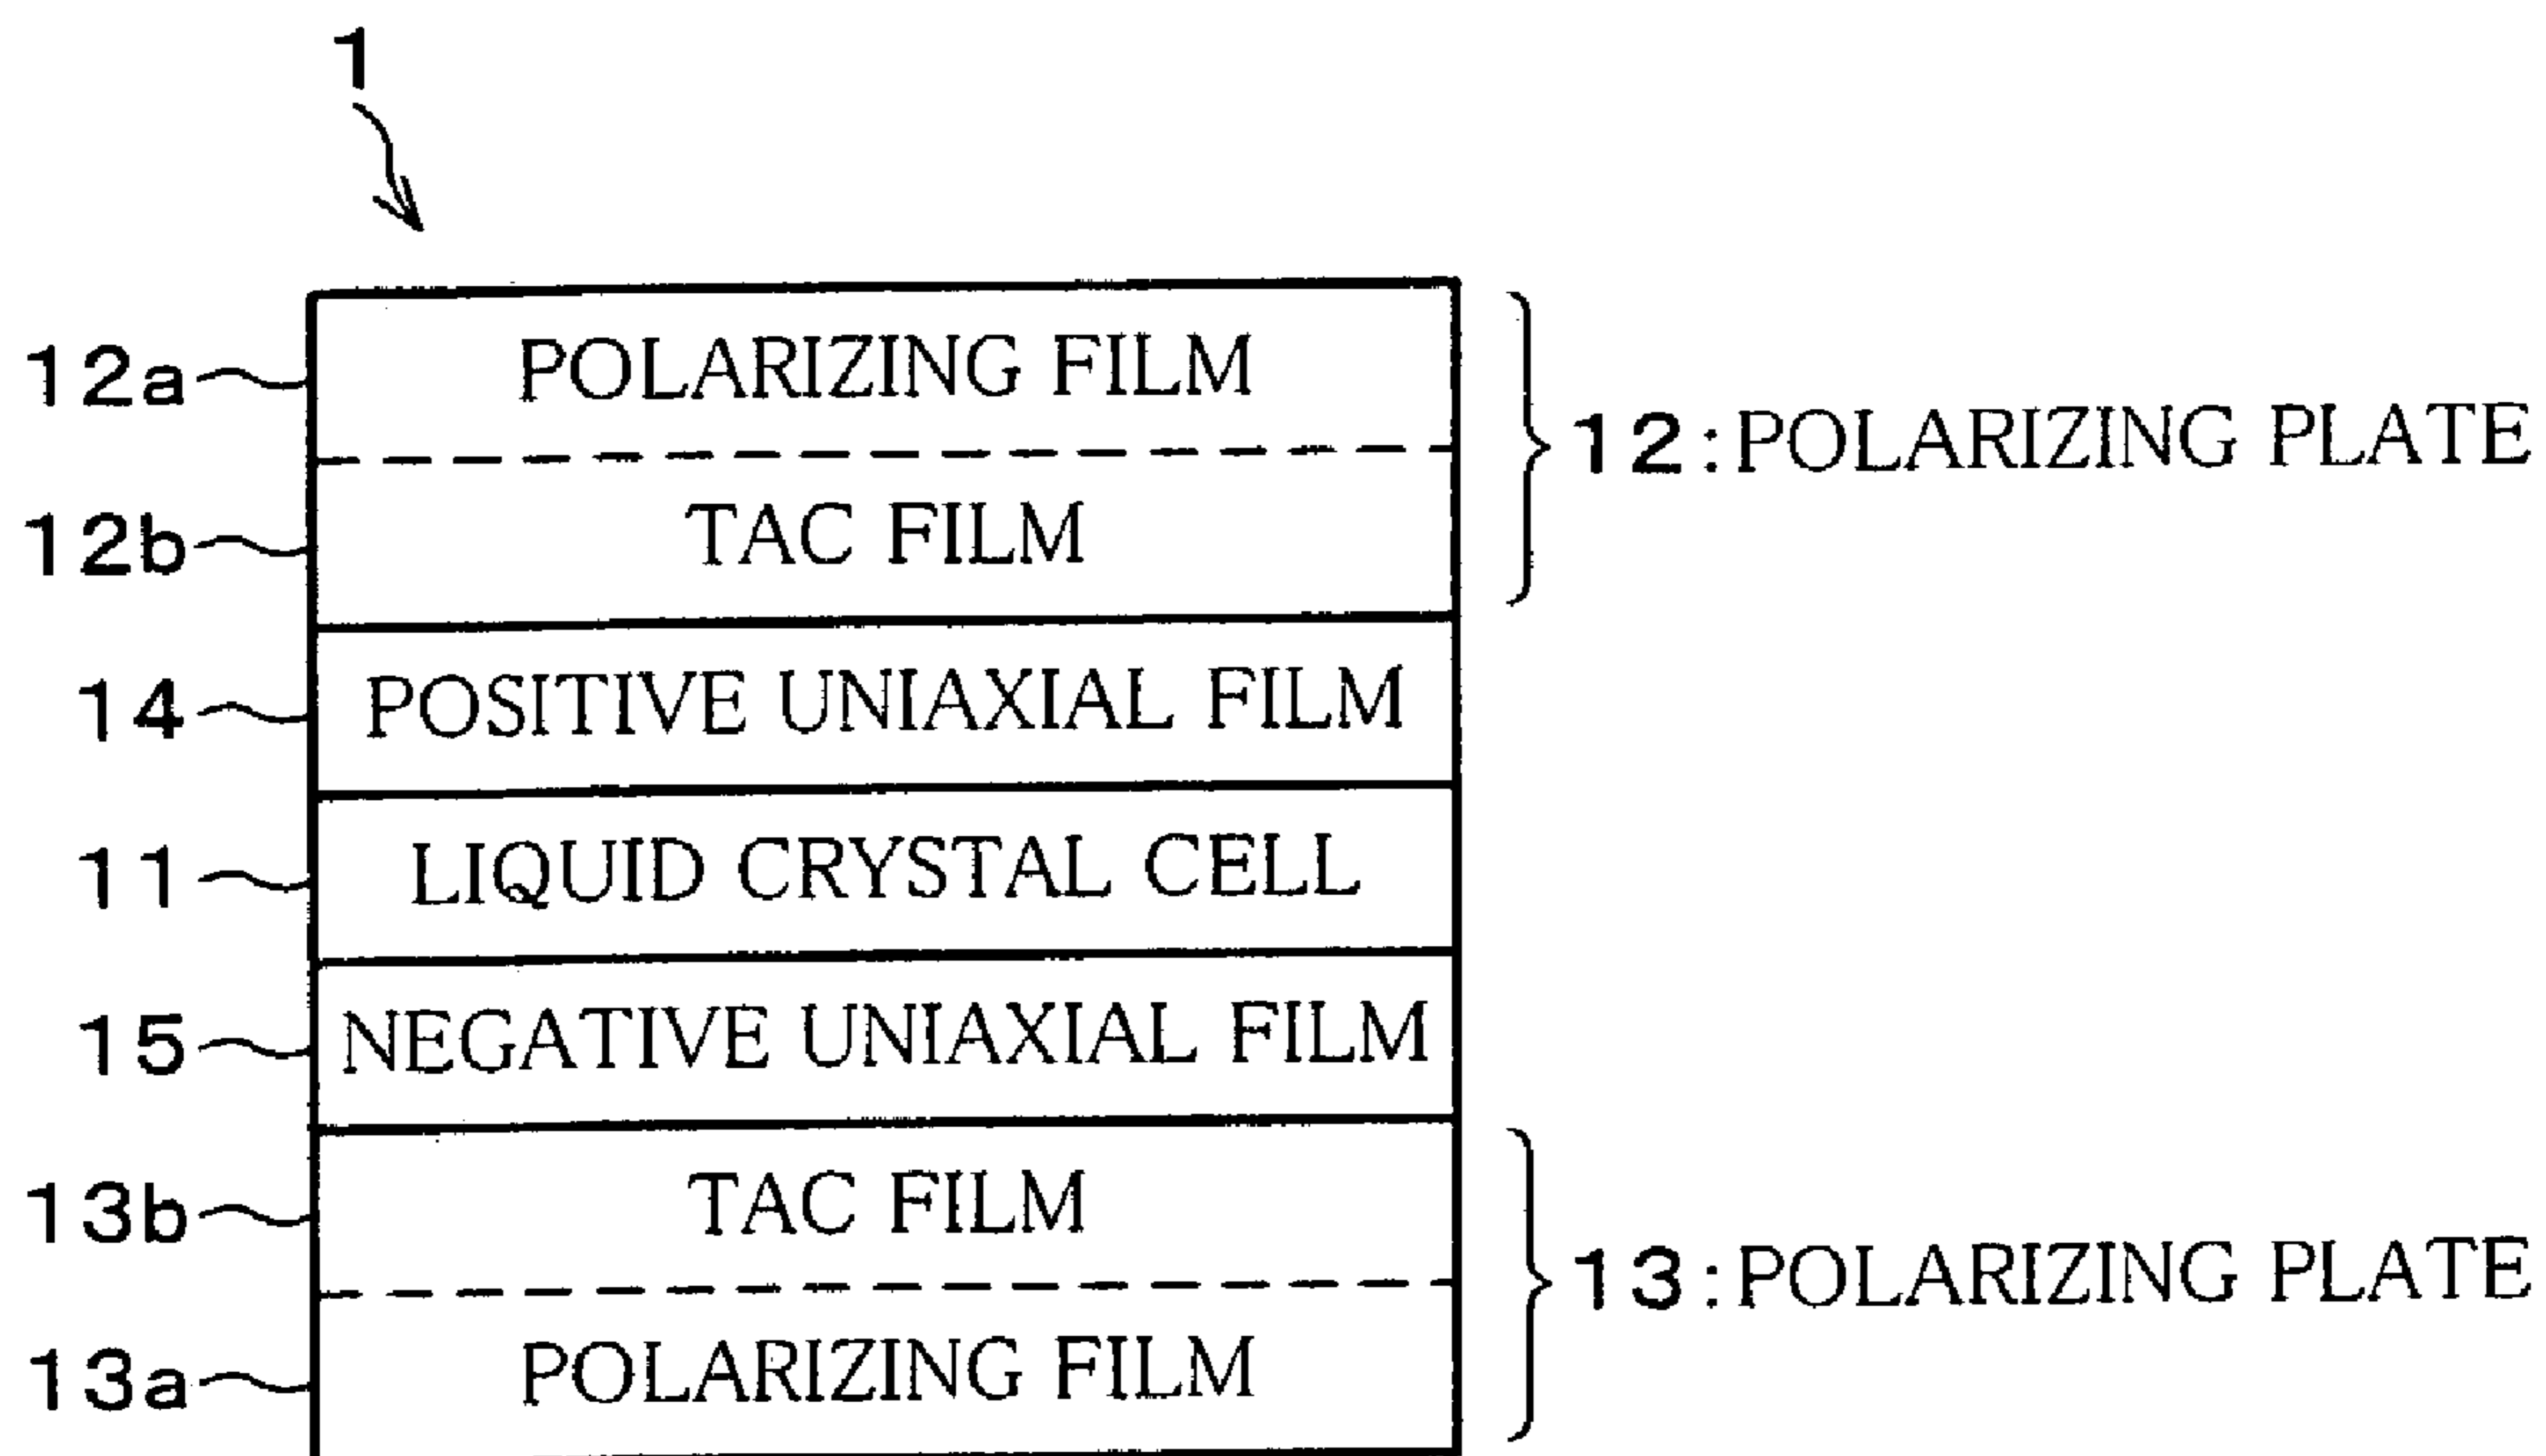 1
12a POLARIZING FILM
12:POLARIZING PLATE
12b TAC FILM
14 POSITIVE UNIAXIAL FILM
11 LIQUID CRYSTAL CELL
15 NEGATIVE UNIAXIAL FILM
13b TAC FILM
13:POLARIZING PLATE
13a POLARIZING FILM